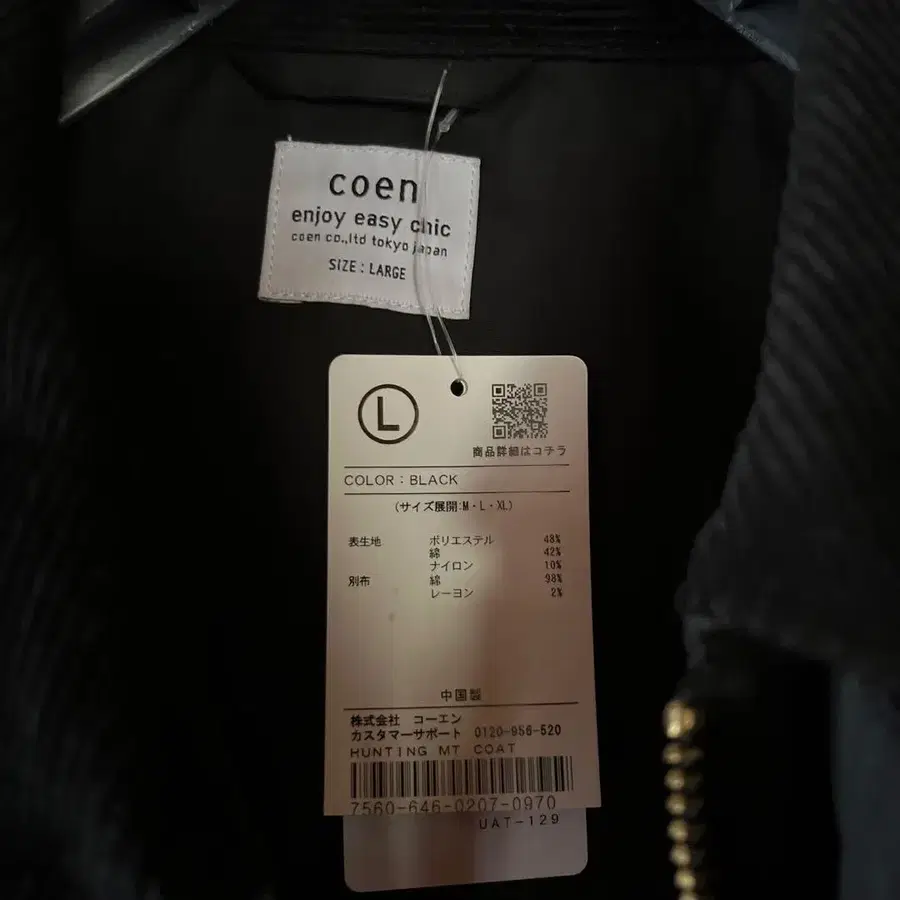 coen
enjoy easy chic
coen co.,ltd tokyo japan
SIZE : LARGE
L
商品詳細はコチラ
COLOR : BLACK
(サイズ展開:M・L・XL)
表生地 ポリエステル 48%
綿 42%
ナイロン 10%
別布 綿 98%
レーヨン 2%
中国製
株式会社 コーエン
カスタマーサポート 0120-956-520
HUNTING MT COAT
7560-646-0207-0970
UAT-129